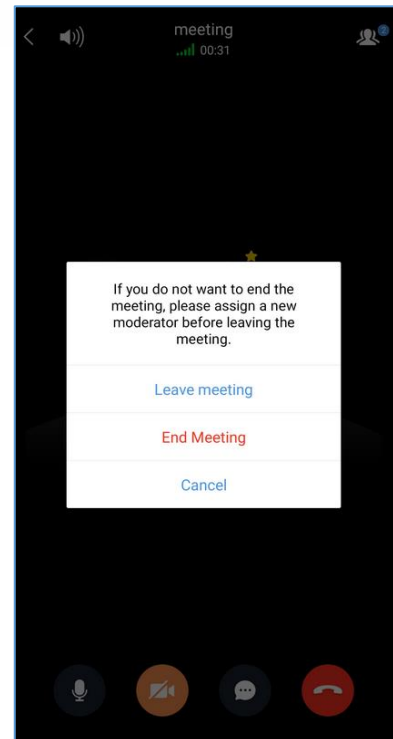 meeting
00:31
2
If you do not want to end the
meeting, please assign a new
moderator before leaving the
meeting.
Leave meeting
End Meeting
Cancel